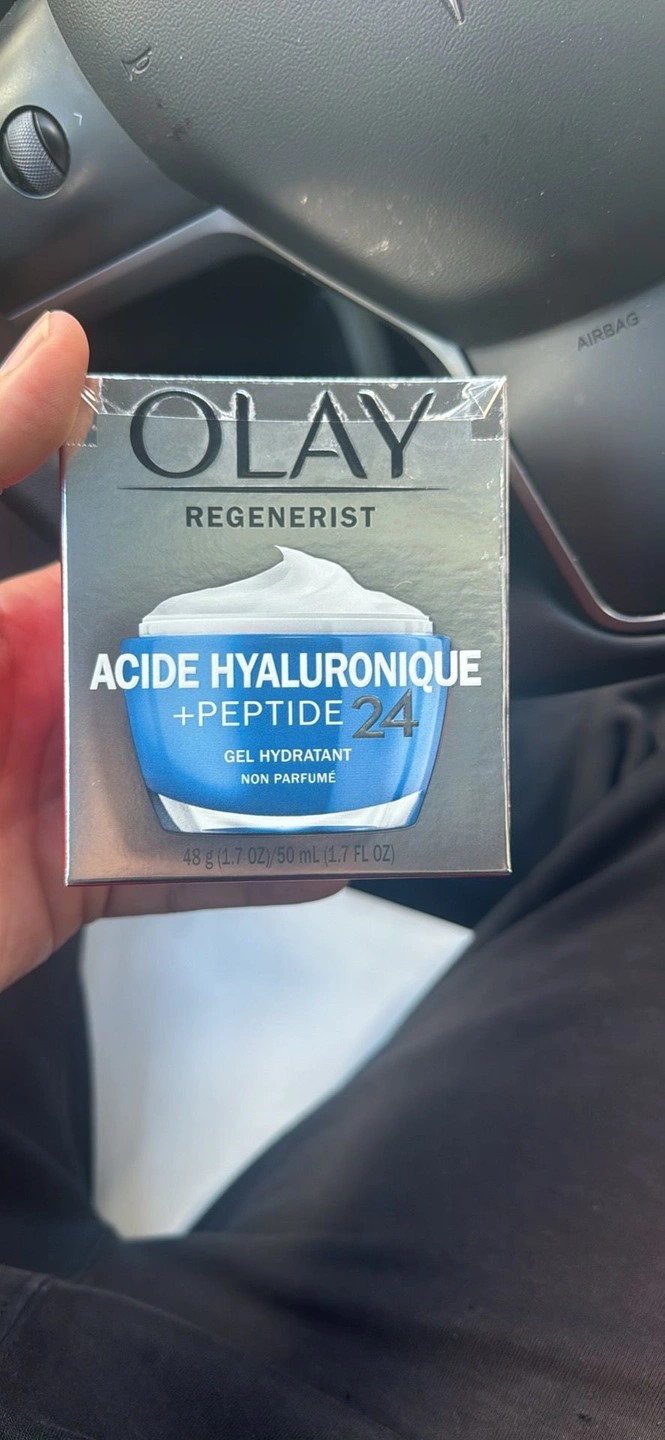 AIRBAG
OLAY
REGENERIST
ACIDE HYALURONIQUE
+PEPTIDE 24
GEL HYDRATANT
NON PARFUMÉ
48 g (1.7 OZ)/50 mL (1.7 FL OZ)